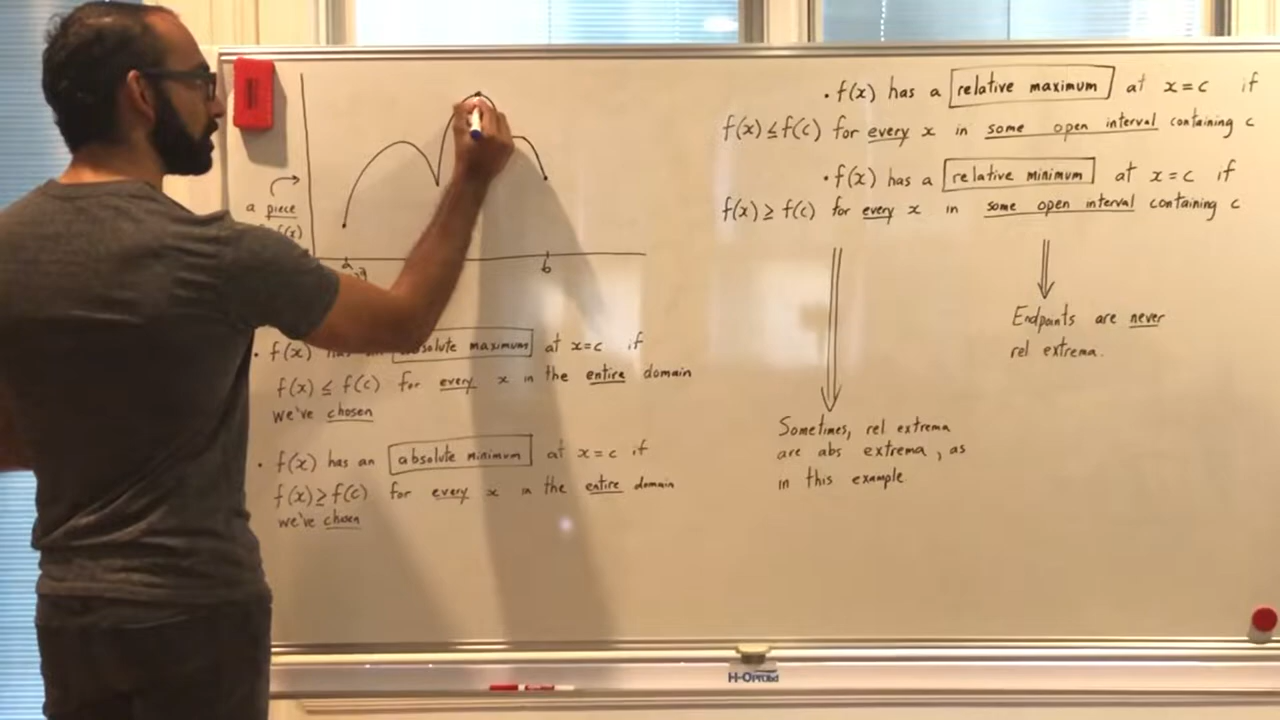 a piece
f(x)
a
b
• f(x) has an absolute maximum at x=c if
f(x) ≤ f(c) for every x in the entire domain
we've chosen
• f(x) has an absolute minimum at x=c if
f(x) ≥ f(c) for every x in the entire domain
we've chosen
• f(x) has a relative maximum at x=c if
f(x) ≤ f(c) for every x in some open interval containing c
• f(x) has a relative minimum at x=c if
f(x) ≥ f(c) for every x in some open interval containing c
Endpoints are never
rel extrema.
Sometimes, rel extrema
are abs extrema, as
in this example